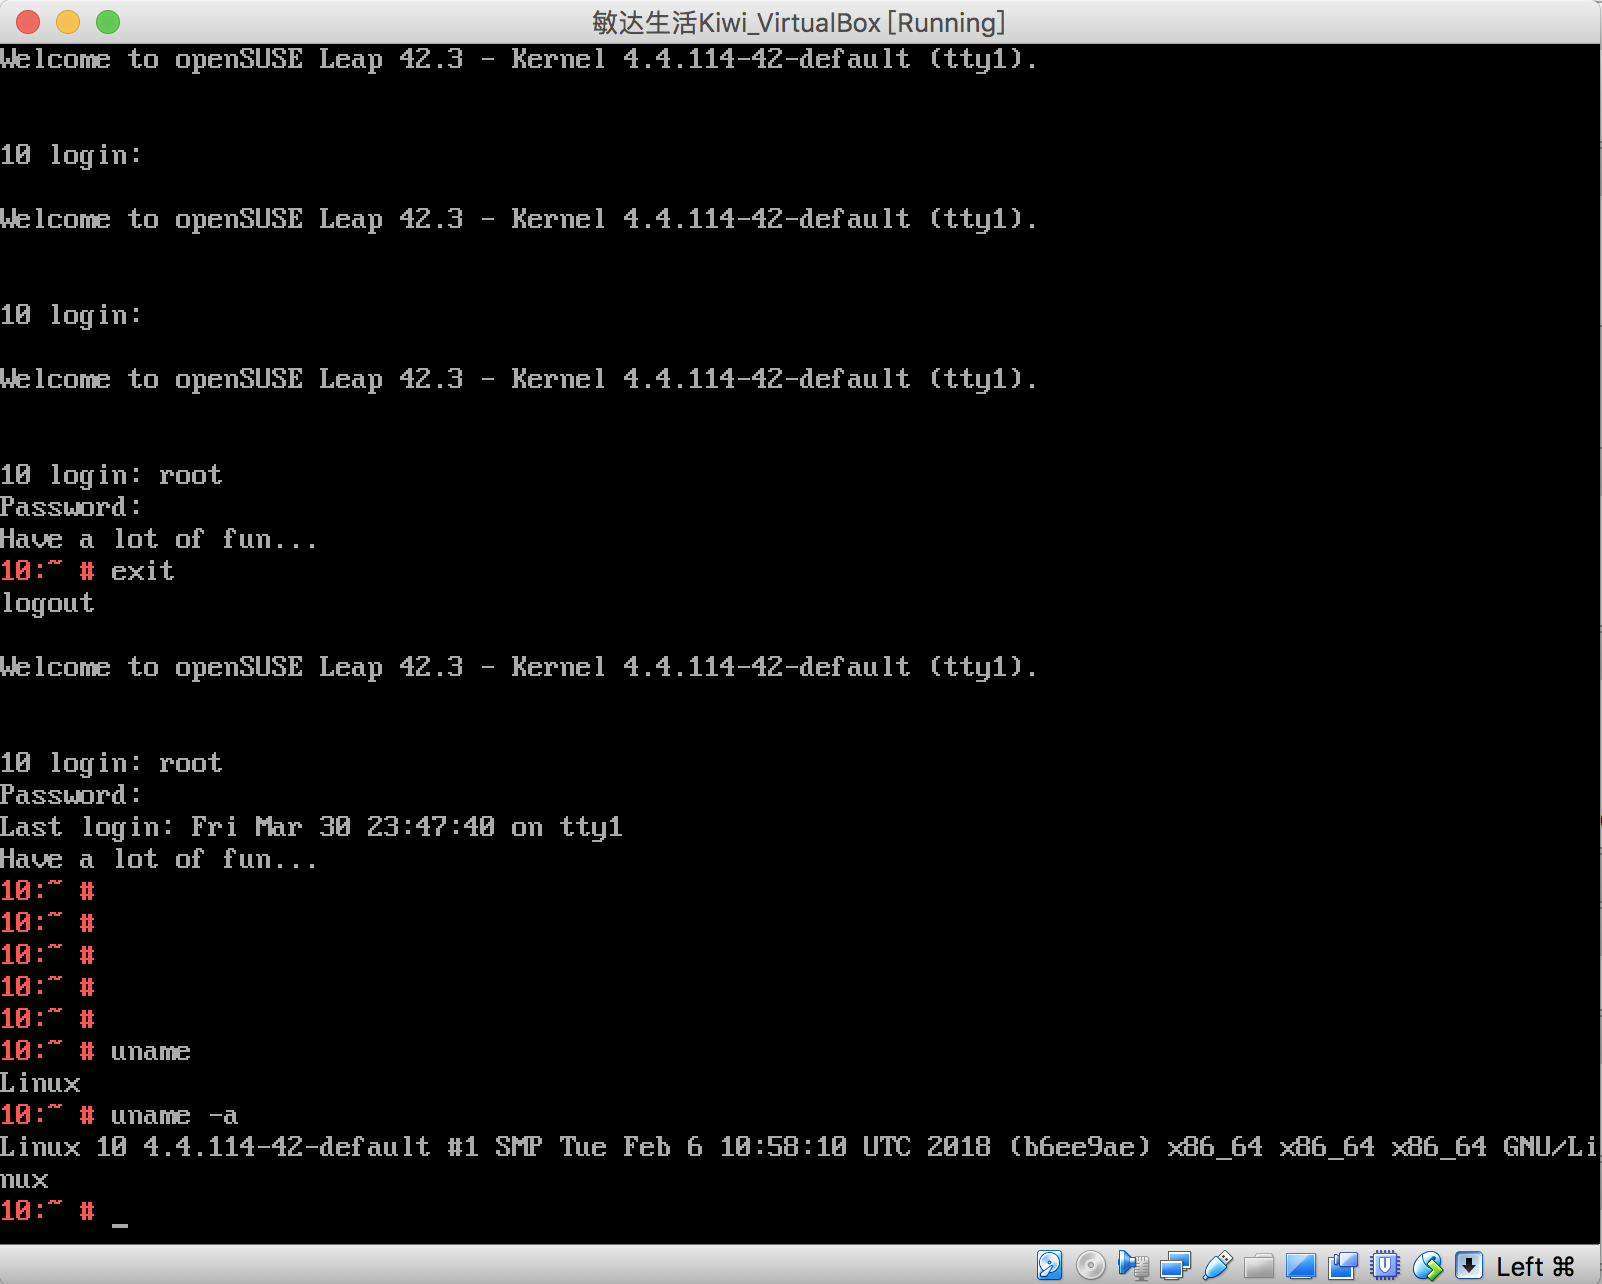 敏达生活Kiwi_VirtualBox [Running]
Welcome to openSUSE Leap 42.3 - Kernel 4.4.114-42-default (tty1).
10 login:
Welcome to openSUSE Leap 42.3 - Kernel 4.4.114-42-default (tty1).
10 login:
Welcome to openSUSE Leap 42.3 - Kernel 4.4.114-42-default (tty1).
10 login: root
Password:
Have a lot of fun...
10:~ # exit
logout
Welcome to openSUSE Leap 42.3 - Kernel 4.4.114-42-default (tty1).
10 login: root
Password:
Last login: Fri Mar 30 23:47:40 on tty1
Have a lot of fun...
10:~ #
10:~ #
10:~ #
10:~ #
10:~ #
10:~ # uname
Linux
10:~ # uname -a
Linux 10 4.4.114-42-default #1 SMP Tue Feb 6 10:58:10 UTC 2018 (b6ee9ae) x86_64 x86_64 x86_64 GNU/Li
nux
10:~ # _
Left ⌘